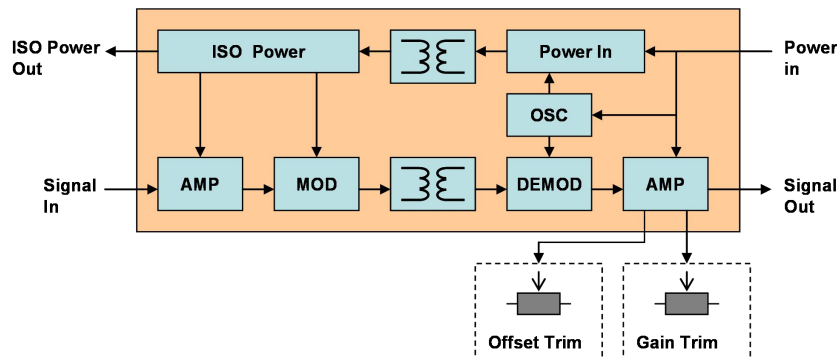 ISO Power
Out
ISO Power
Power In
Power
in
OSC
Signal
In
AMP
MOD
DEMOD
AMP
Signal
Out
Offset Trim
Gain Trim